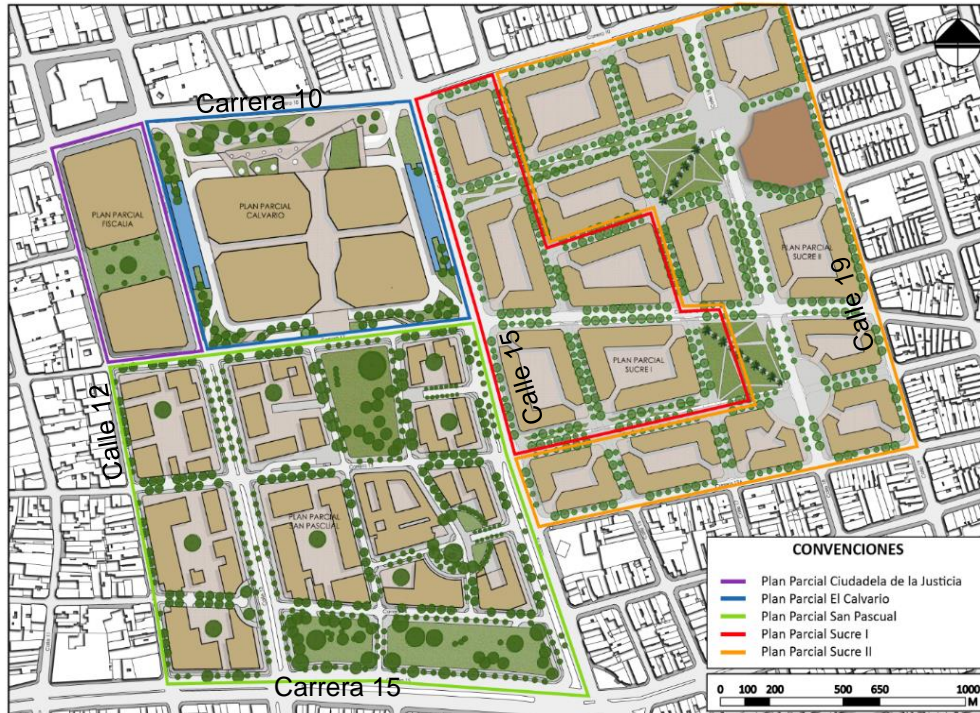 Carrera 10
Carrera 10
PLAN PARCIAL
FISCALIA
PLAN PARCIAL
CALVARIO
PLAN PARCIAL
SUCRE II
Calle 19
Calle 15
PLAN PARCIAL
SUCRE I
Calle 12
PLAN PARCIAL
SAN PASCUAL
Carrera 15
CONVENCIONES
Plan Parcial Ciudadela de la Justicia
Plan Parcial El Calvario
Plan Parcial San Pascual
Plan Parcial Sucre I
Plan Parcial Sucre II
0 100 200 500 650 1000